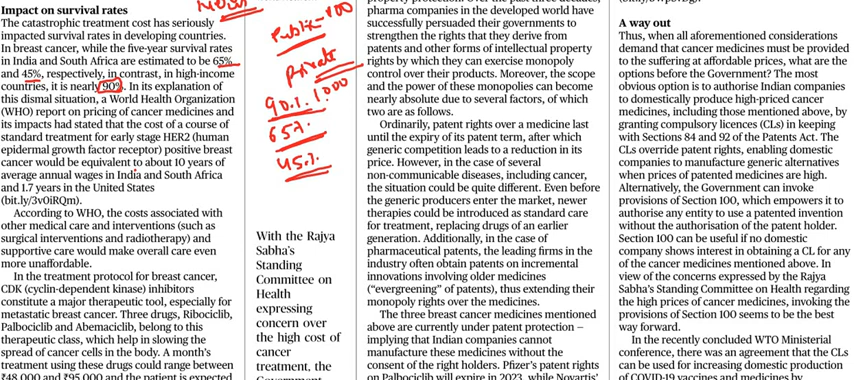 Impact on survival rates
The catastrophic treatment cost has seriously
impacted survival rates in developing countries.
In breast cancer, while the five-year survival rates
in India and South Africa are estimated to be 65%
and 45%, respectively, in contrast, in high-income
countries, it is nearly 90%. In its explanation of
this dismal situation, a World Health Organization
(WHO) report on pricing of cancer medicines and
its impacts had stated that the cost of a course of
standard treatment for early stage HER2 (human
epidermal growth factor receptor) positive breast
cancer would be equivalent to about 10 years of
average annual wages in India and South Africa
and 1.7 years in the United States
(bit.ly/3v0iRQm).
According to WHO, the costs associated with
other medical care and interventions (such as
surgical interventions and radiotherapy) and
supportive care would make overall care even
more unaffordable.
In the treatment protocol for breast cancer,
CDK (cyclin-dependent kinase) inhibitors
constitute a major therapeutic tool, especially for
metastatic breast cancer. Three drugs, Ribociclib,
Palbociclib and Abemaciclib, belong to this
therapeutic class, which help in slowing the
spread of cancer cells in the body. A month's
treatment using these drugs could range between
₹48,000 and ₹95,000 and the patient is expected
Public-100
Private
90% 1000
65%
45%
With the Rajya
Sabha's
Standing
Committee on
Health
expressing
concern over
the high cost of
cancer
treatment, the
Government
pharma companies in the developed world have
successfully persuaded their governments to
strengthen the rights that they derive from
patents and other forms of intellectual property
rights by which they can exercise monopoly
control over their products. Moreover, the scope
and the power of these monopolies can become
nearly absolute due to several factors, of which
two are as follows.
Ordinarily, patent rights over a medicine last
until the expiry of its patent term, after which
generic competition leads to a reduction in its
price. However, in the case of several
non-communicable diseases, including cancer,
the situation could be quite different. Even before
the generic producers enter the market, newer
therapies could be introduced as standard care
for treatment, replacing drugs of an earlier
generation. Additionally, in the case of
pharmaceutical patents, the leading firms in the
industry often obtain patents on incremental
innovations involving older medicines
("evergreening" of patents), thus extending their
monopoly rights over the medicines.
The three breast cancer medicines mentioned
above are currently under patent protection —
implying that Indian companies cannot
manufacture these medicines without the
consent of the right holders. Pfizer's patent rights
on Palbociclib will expire in 2023, while Novartis'
A way out
Thus, when all aforementioned considerations
demand that cancer medicines must be provided
to the suffering at affordable prices, what are the
options before the Government? The most
obvious option is to authorise Indian companies
to domestically produce high-priced cancer
medicines, including those mentioned above, by
granting compulsory licences (CLs) in keeping
with Sections 84 and 92 of the Patents Act. The
CLs override patent rights, enabling domestic
companies to manufacture generic alternatives
when prices of patented medicines are high.
Alternatively, the Government can invoke
provisions of Section 100, which empowers it to
authorise any entity to use a patented invention
without the authorisation of the patent holder.
Section 100 can be useful if no domestic
company shows interest in obtaining a CL for any
of the cancer medicines mentioned above. In
view of the concerns expressed by the Rajya
Sabha's Standing Committee on Health regarding
the high prices of cancer medicines, invoking the
provisions of Section 100 seems to be the best
way forward.
In the recently concluded WTO Ministerial
conference, there was an agreement that the CLs
can be used for increasing domestic production
of COVID-19 vaccines and medicines by